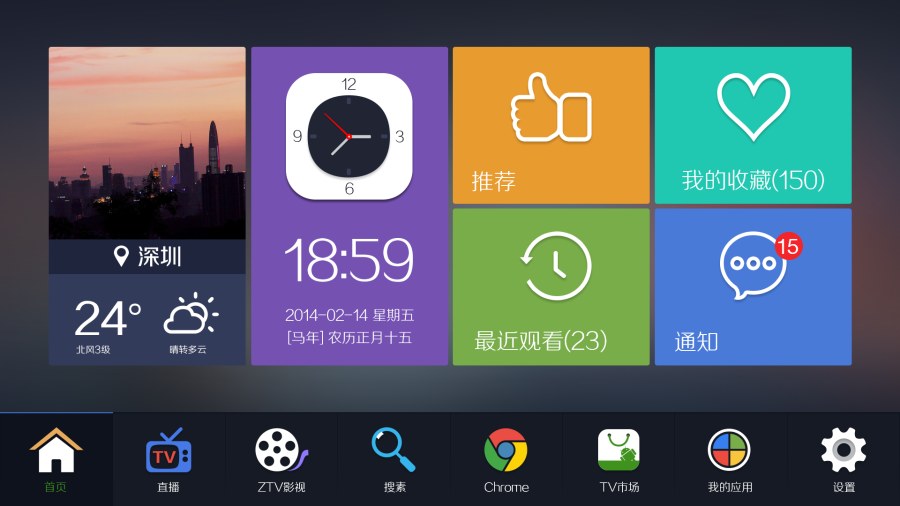 深圳
24°
北风3级
晴转多云
12
9
3
6
18:59
2014-02-14 星期五
[马年] 农历正月十五
推荐
我的收藏(150)
最近观看(23)
15
通知
首页
TV
直播
ZTV影视
搜素
Chrome
TV市场
我的应用
设置